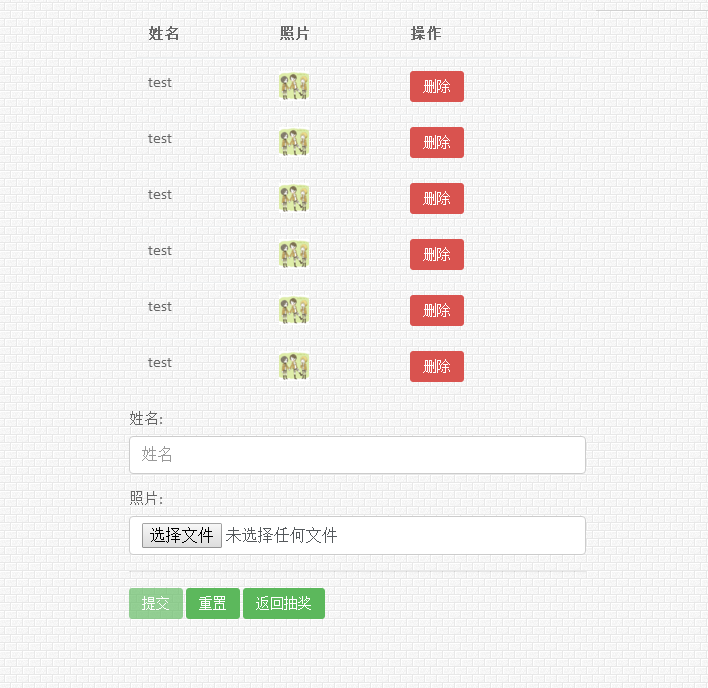 姓名 照片 操作
test 删除
test 删除
test 删除
test 删除
test 删除
test 删除
姓名:
姓名
照片:
选择文件 未选择任何文件
提交 重置 返回抽奖